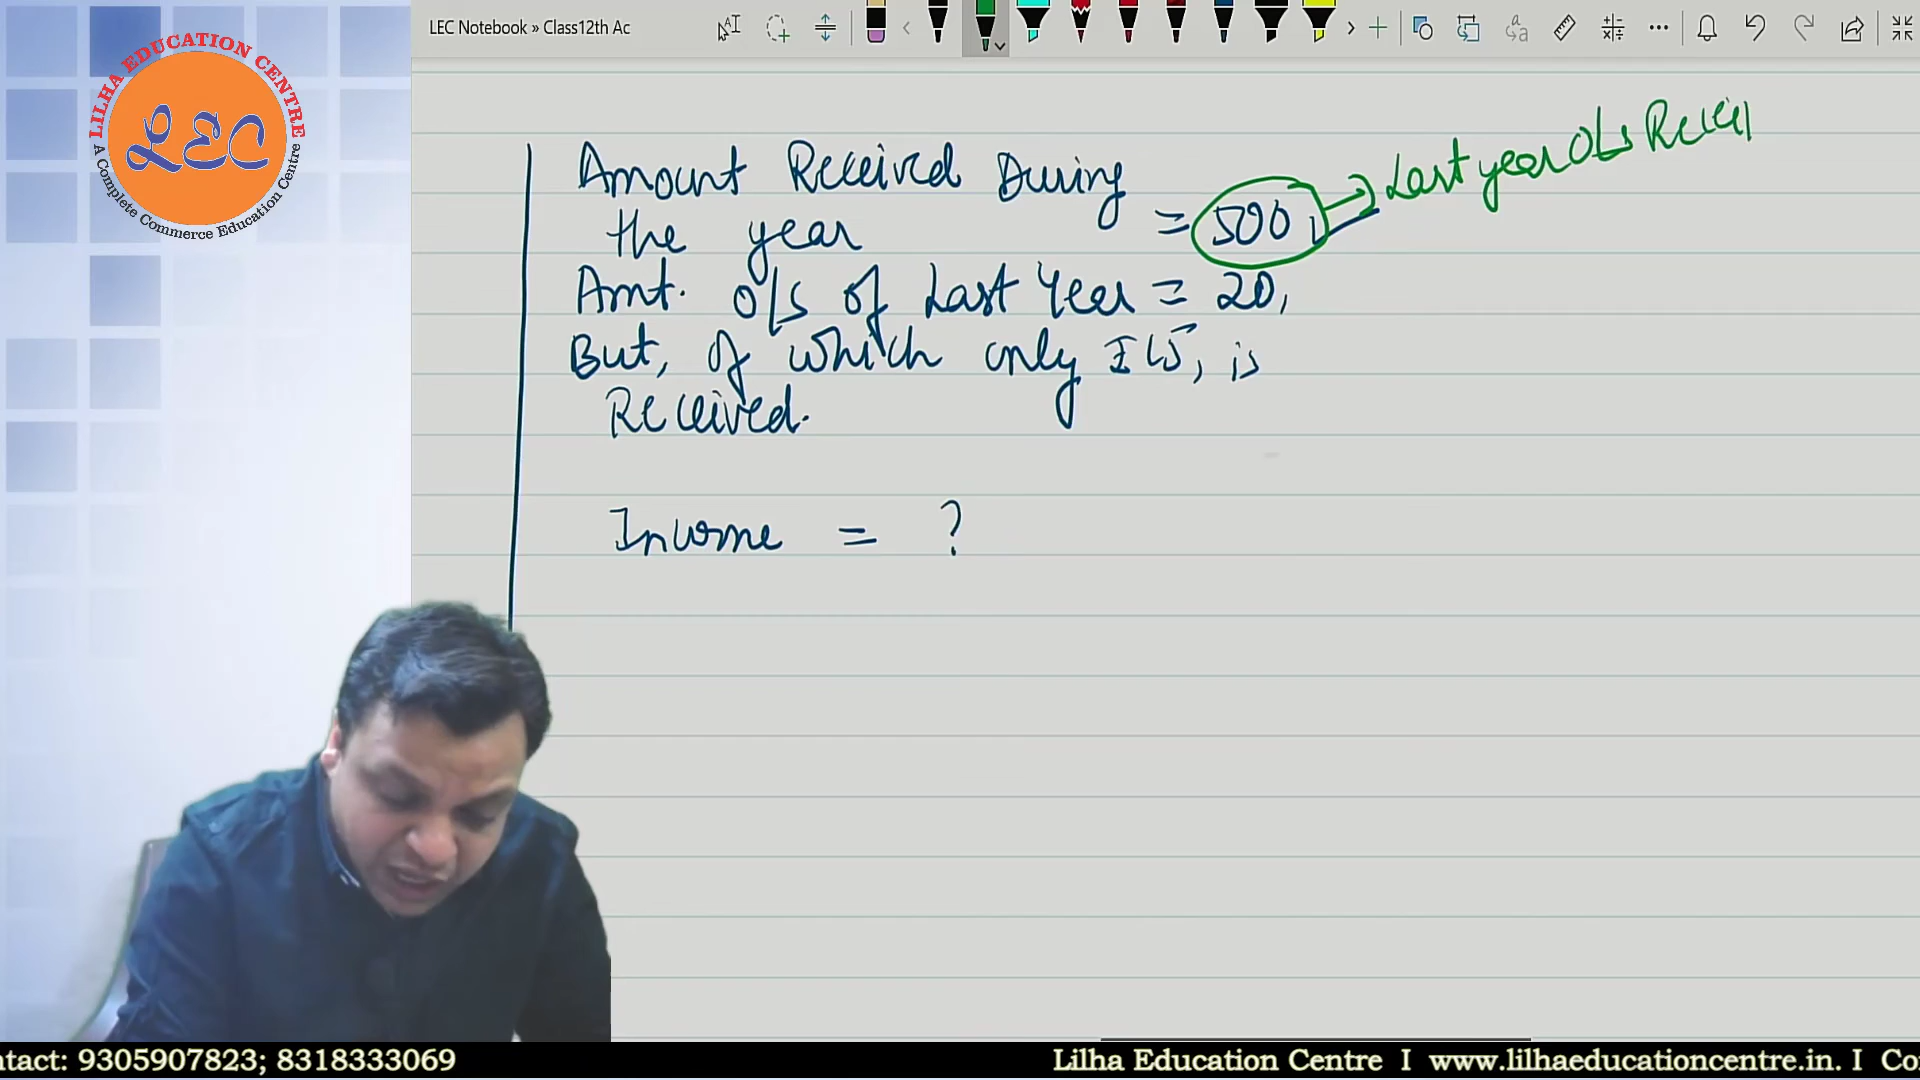 LEC Notebook » Class12th Ac
LILHA EDUCATION CENTRE
LEC
A Complete Commerce Education Centre
Amount Received During
the year = 500,
Last year O/s
Amt. O/s of Last Year = 20,
But, of which only 15, is
Received.
Income = ?
ntact: 9305907823; 8318333069
Lilha Education Centre I www.lilhaeducationcentre.in. I Co